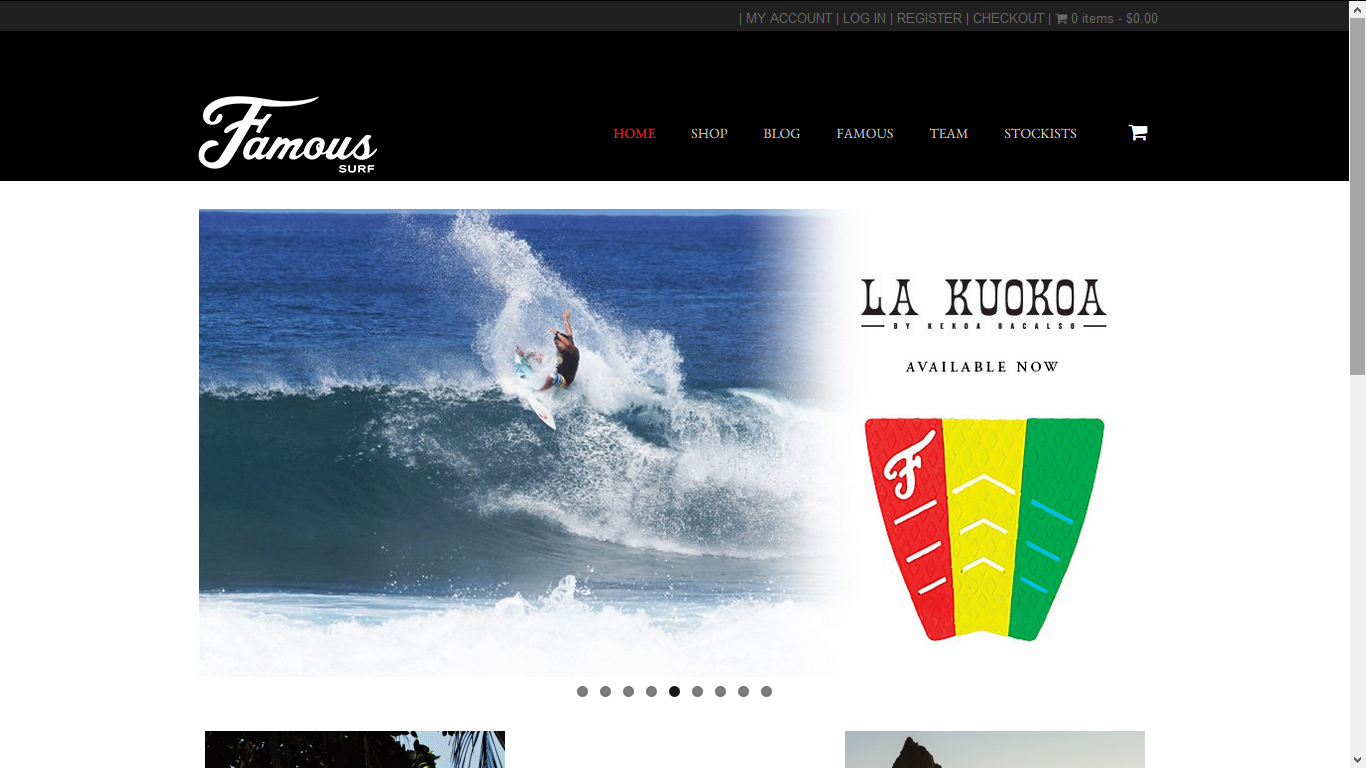 | MY ACCOUNT | LOG IN | REGISTER | CHECKOUT | 0 items - $0.00
Famous
SURF
HOME SHOP BLOG FAMOUS TEAM STOCKISTS
LA KUOKOA
BY KEKOA BACALSO
AVAILABLE NOW
F